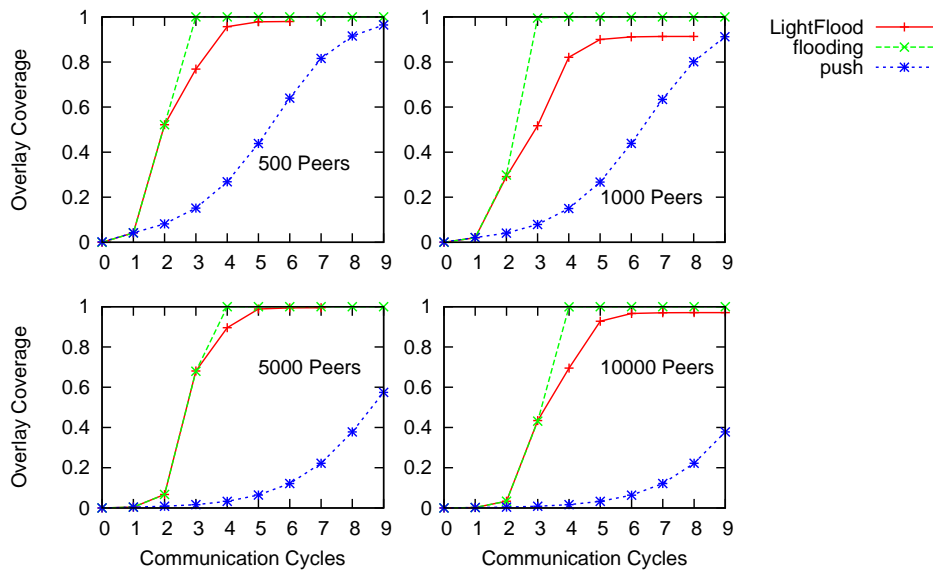 LightFlood
flooding
push
Overlay Coverage
1
0.8
0.6
0.4
0.2
0
500 Peers
0 1 2 3 4 5 6 7 8 9
1
0.8
0.6
0.4
0.2
0
1000 Peers
0 1 2 3 4 5 6 7 8 9
Overlay Coverage
1
0.8
0.6
0.4
0.2
0
5000 Peers
0 1 2 3 4 5 6 7 8 9
Communication Cycles
1
0.8
0.6
0.4
0.2
0
10000 Peers
0 1 2 3 4 5 6 7 8 9
Communication Cycles